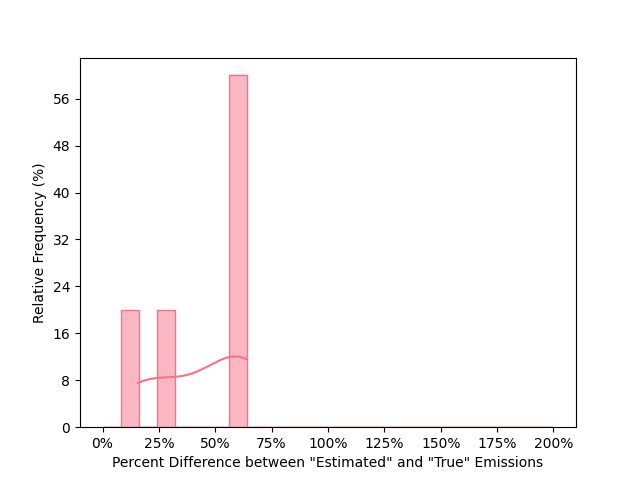 56
48
40
32
24
16
8
0
Relative Frequency (%)
0% 25% 50% 75% 100% 125% 150% 175% 200%
Percent Difference between "Estimated" and "True" Emissions